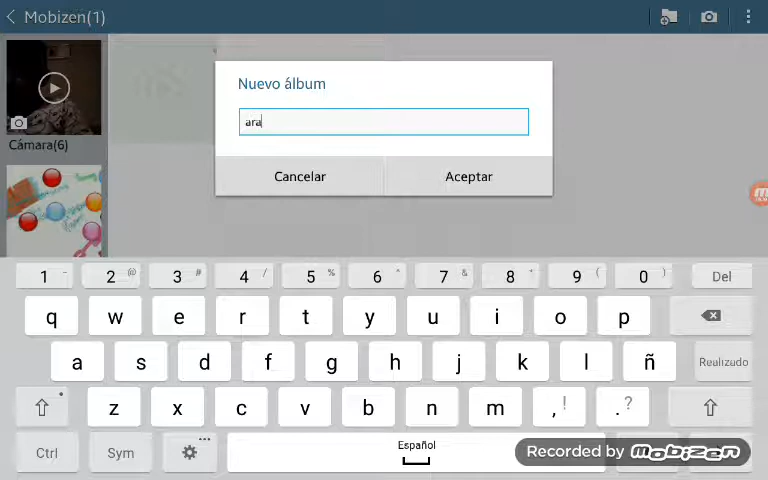 Mobizen(1)
Cámara(6)
Nuevo álbum
ara
Cancelar Aceptar
1 - 2 @ 3 # 4 / 5 % 6 ^ 7 & 8 * 9 ( 0 ) Del
q w e r t y u i o p
a s d f g h j k l ñ Realizado
z x c v b n m , ! . ?
Ctrl Sym Español
Recorded by mobizen